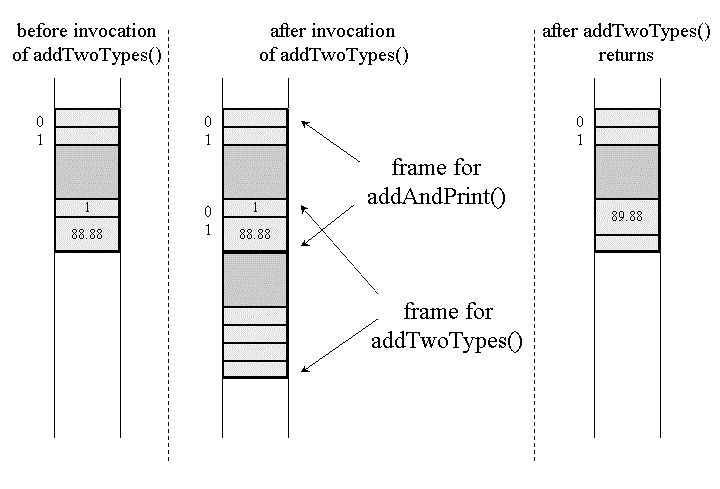 before invocation
of addTwoTypes()
0
1
1
88.88
after invocation
of addTwoTypes()
0
1
0
1
1
88.88
frame for
addAndPrint()
frame for
addTwoTypes()
after addTwoTypes()
returns
0
1
89.88